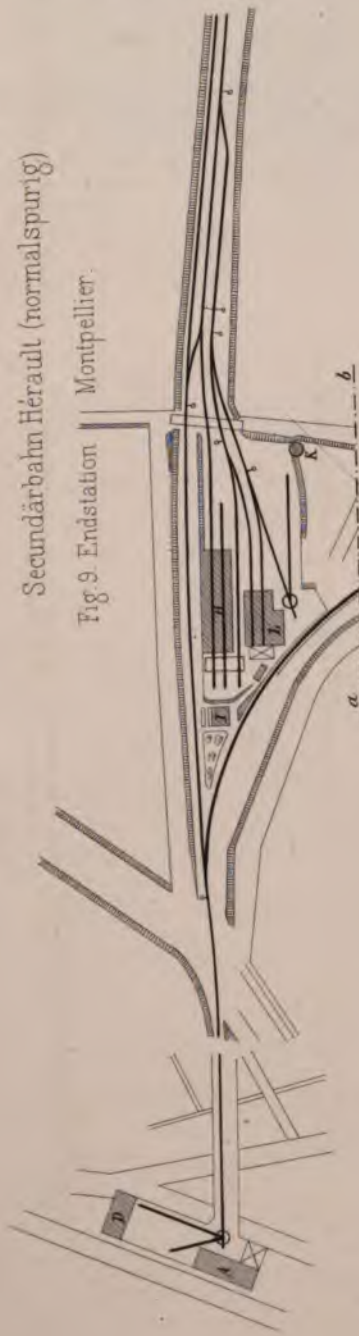 Secundärbahn Hérault (normalspurig)
Fig. 9. Endstation Montpellier.
D
A
J
H
L
K
a
b